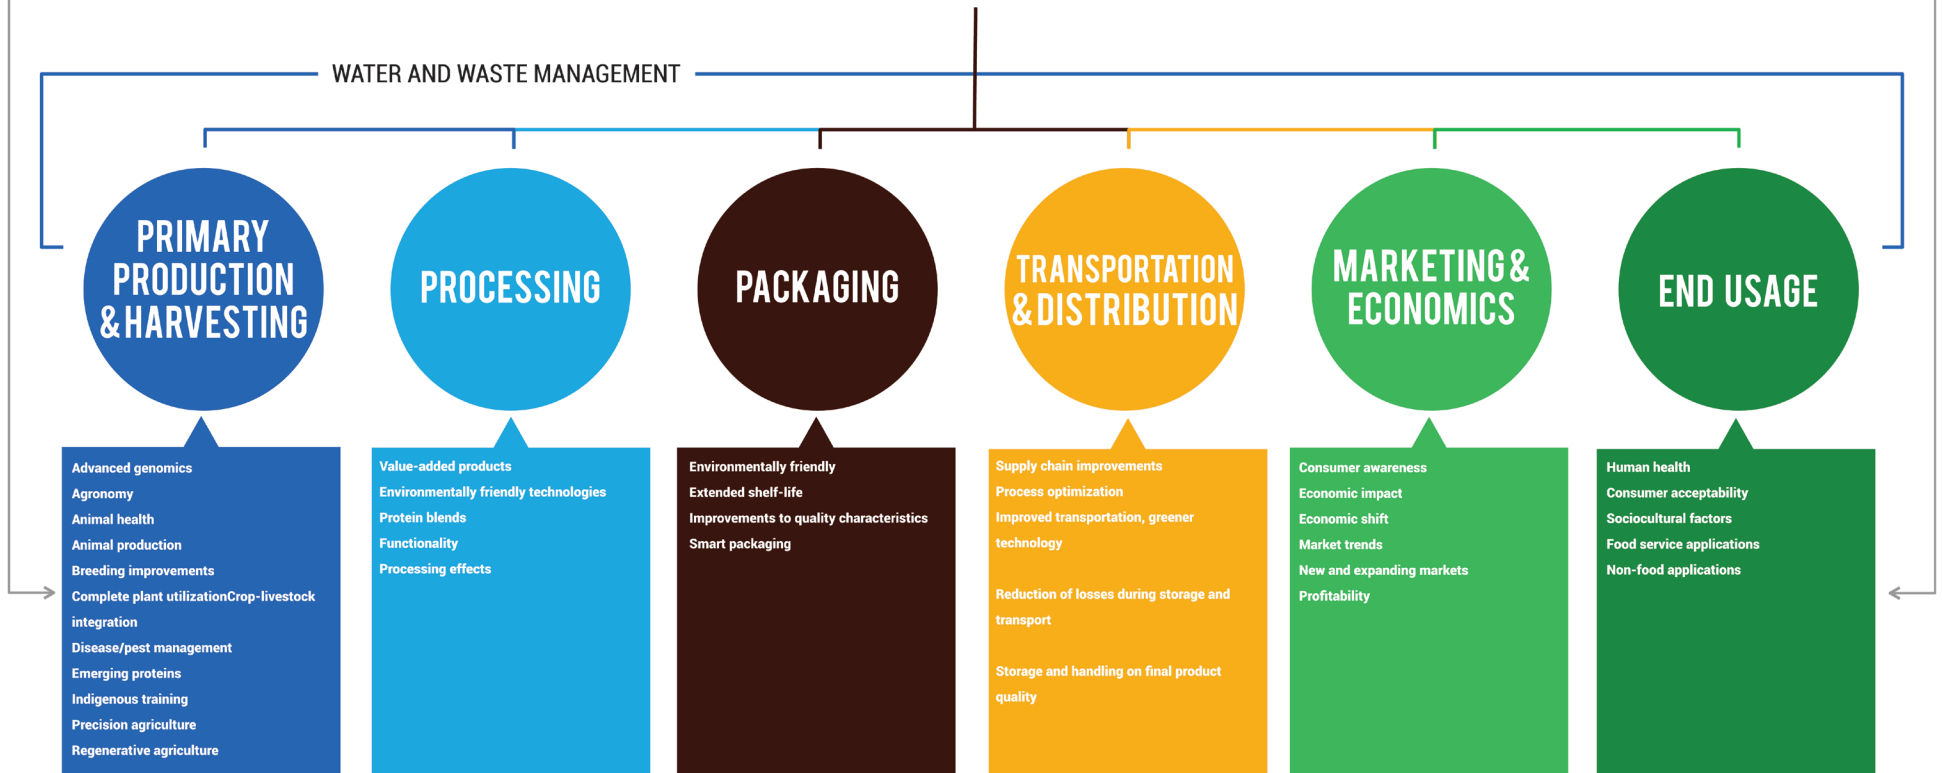 WATER AND WASTE MANAGEMENT
PRIMARY
PRODUCTION
& HARVESTING
PROCESSING
PACKAGING
TRANSPORTATION
& DISTRIBUTION
MARKETING &
ECONOMICS
END USAGE
Advanced genomics
Agronomy
Animal health
Animal production
Breeding improvements
Complete plant utilizationCrop-livestock
integration
Disease/pest management
Emerging proteins
Indigenous training
Precision agriculture
Regenerative agriculture
Value-added products
Environmentally friendly technologies
Protein blends
Functionality
Processing effects
Environmentally friendly
Extended shelf-life
Improvements to quality characteristics
Smart packaging
Supply chain improvements
Process optimization
Improved transportation, greener
technology
Reduction of losses during storage and
transport
Storage and handling on final product
quality
Consumer awareness
Economic impact
Economic shift
Market trends
New and expanding markets
Profitability
Human health
Consumer acceptability
Sociocultural factors
Food service applications
Non-food applications